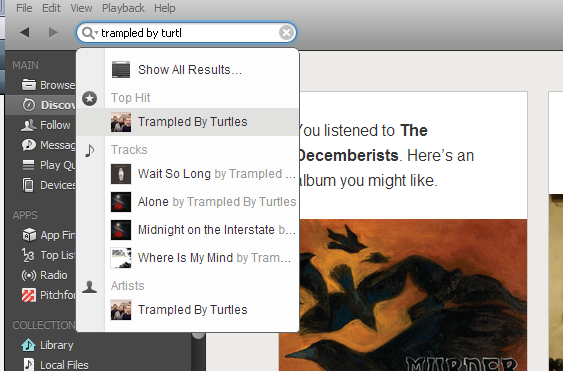 File Edit View Playback Help
trampled by turtl
MAIN
Browse
Discov
Follow
Messag
Play Qu
Devices
APPS
App Fin
Top List
Radio
Pitchfor
COLLECTION
Library
Local Files
Show All Results...
Top Hit
Trampled By Turtles
Tracks
Wait So Long by Trampled ...
Alone by Trampled By Turtles
Midnight on the Interstate b...
Where Is My Mind by Tram...
Artists
Trampled By Turtles
You listened to The
Decemberists. Here's an
album you might like.
MURDER